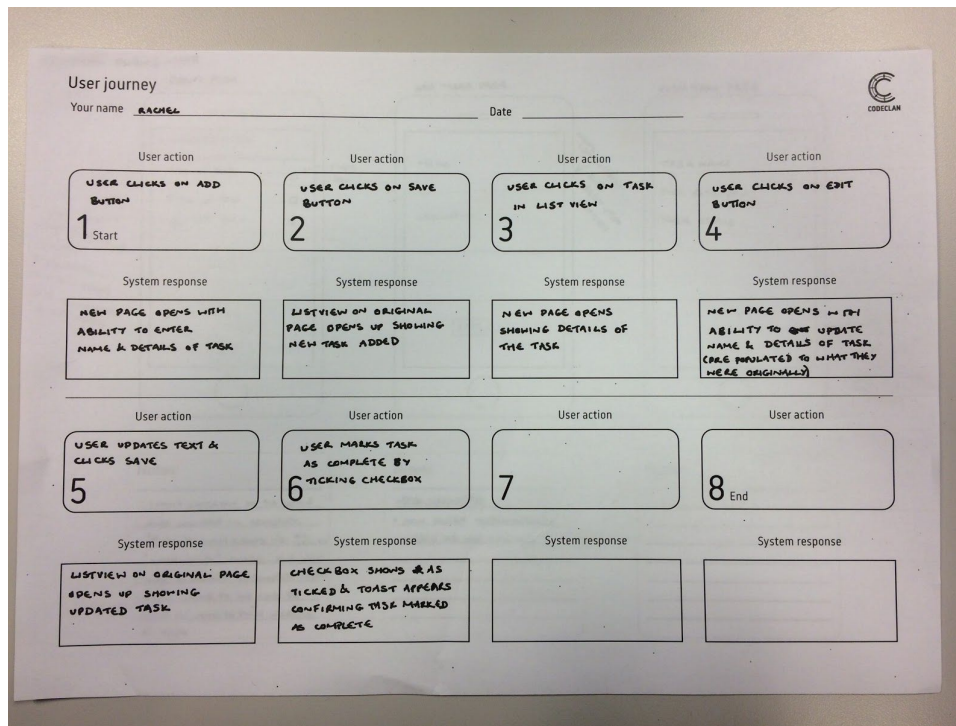 User journey
Your name RACHEL Date
CODECLAN
User action
USER CLICKS ON ADD
BUTTON
1 Start
User action
USER CLICKS ON SAVE
BUTTON
2
User action
USER CLICKS ON TASK
IN LIST VIEW
3
User action
USER CLICKS ON EDIT
BUTTON
4
System response
NEW PAGE OPENS WITH
ABILITY TO ENTER
NAME & DETAILS OF TASK
System response
LISTVIEW ON ORIGINAL
PAGE OPENS UP SHOWING
NEW TASK ADDED
System response
NEW PAGE OPENS
SHOWING DETAILS OF
THE TASK
System response
NEW PAGE OPENS WITH
ABILITY TO UPDATE
NAME & DETAILS OF TASK
(PRE POPULATED TO WHAT THEY
WERE ORIGINALLY)
User action
USER UPDATES TEXT &
CLICKS SAVE
5
User action
USER MARKS TASK
AS COMPLETE BY
TICKING CHECKBOX
6
User action
7
User action
8 End
System response
LISTVIEW ON ORIGINAL PAGE
OPENS UP SHOWING
UPDATED TASK
System response
CHECKBOX SHOWS AS
TICKED & TOAST APPEARS
CONFIRMING TASK MARKED
AS COMPLETE
System response
System response